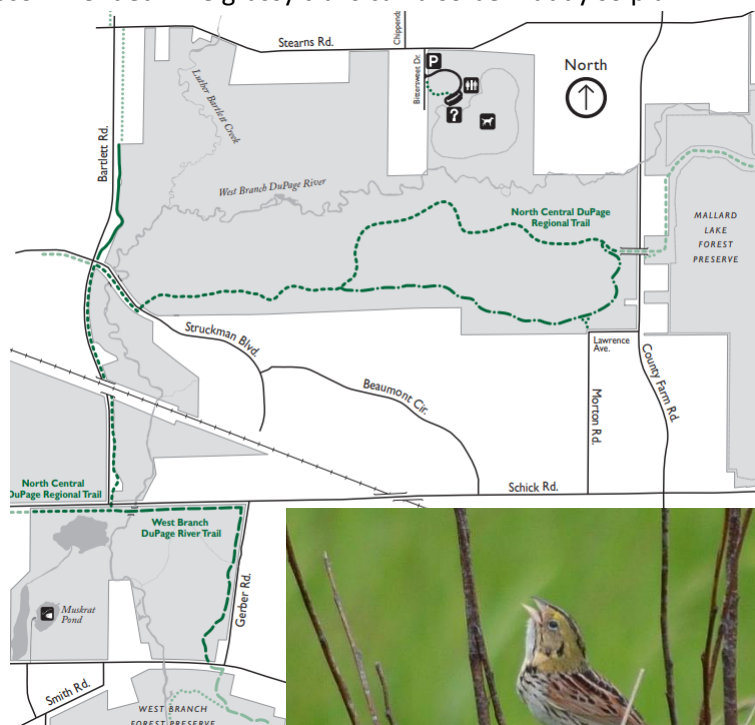 Stearns Rd.
Chippend
Bittersweet Dr.
P
?
North
Luther Bartlett
Creek
Bartlett Rd.
West Branch DuPage River
North Central DuPage
Regional Trail
MALLARD
LAKE
FOREST
PRESERVE
Struckman Blvd.
Lawrence
Ave.
Beaumont Cir.
Morton Rd.
County Farm Rd.
North Central
DuPage Regional Trail
Schick Rd.
West Branch
DuPage River Trail
Gerber Rd.
Muskrat
Pond
Smith Rd.
WEST BRANCH
FOREST PRESERVE